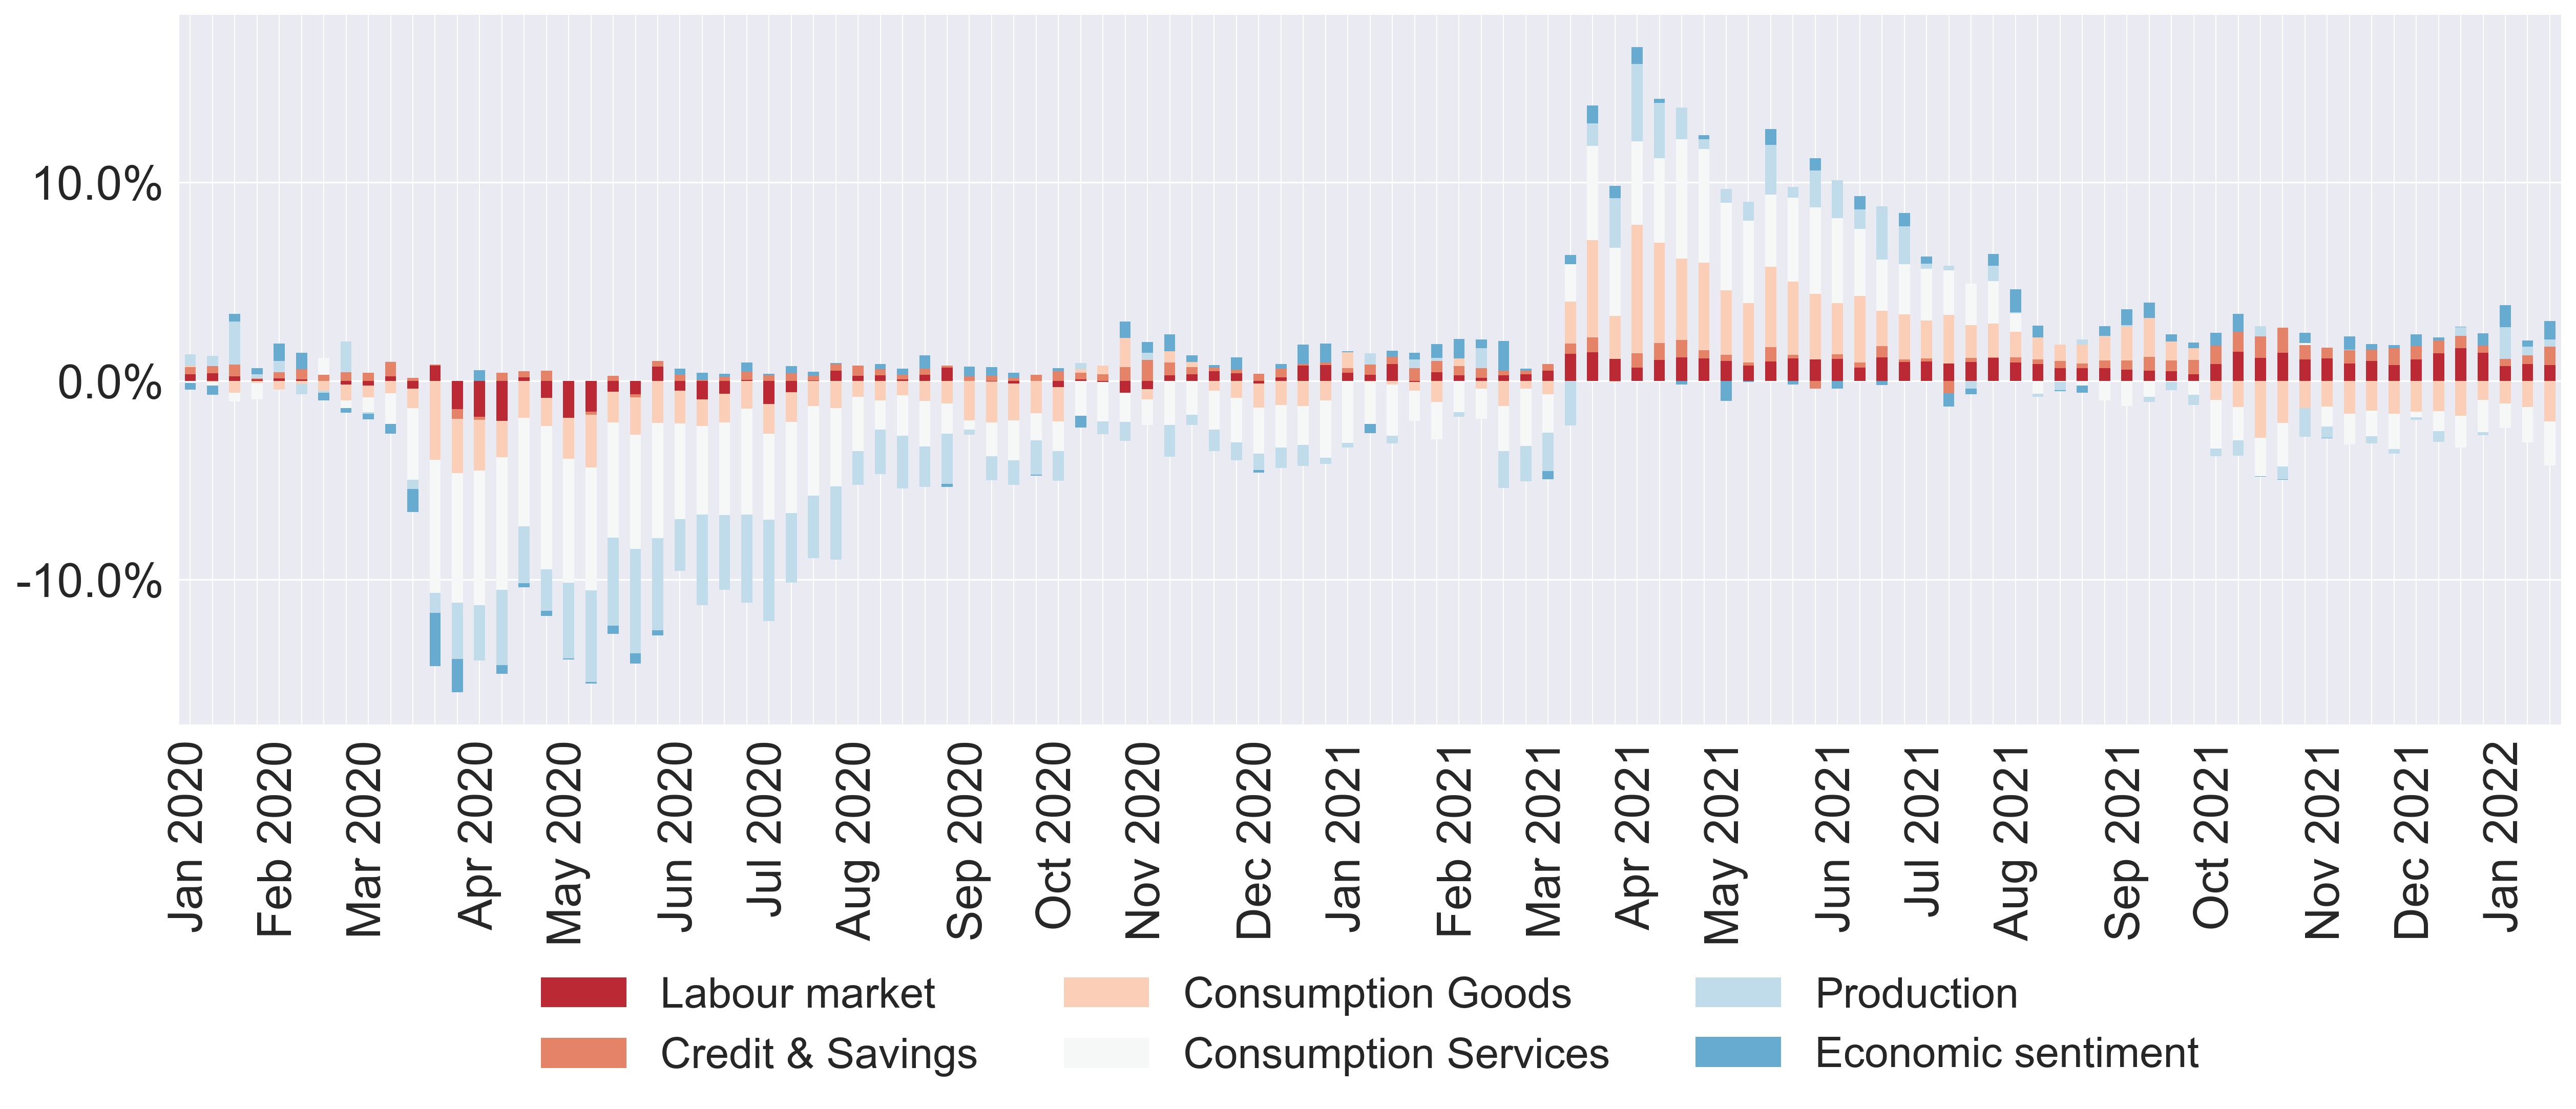 10.0%
0.0%
-10.0%
Jan 2020
Feb 2020
Mar 2020
Apr 2020
May 2020
Jun 2020
Jul 2020
Aug 2020
Sep 2020
Oct 2020
Nov 2020
Dec 2020
Jan 2021
Feb 2021
Mar 2021
Apr 2021
May 2021
Jun 2021
Jul 2021
Aug 2021
Sep 2021
Oct 2021
Nov 2021
Dec 2021
Jan 2022
Labour market
Consumption Goods
Production
Credit & Savings
Consumption Services
Economic sentiment